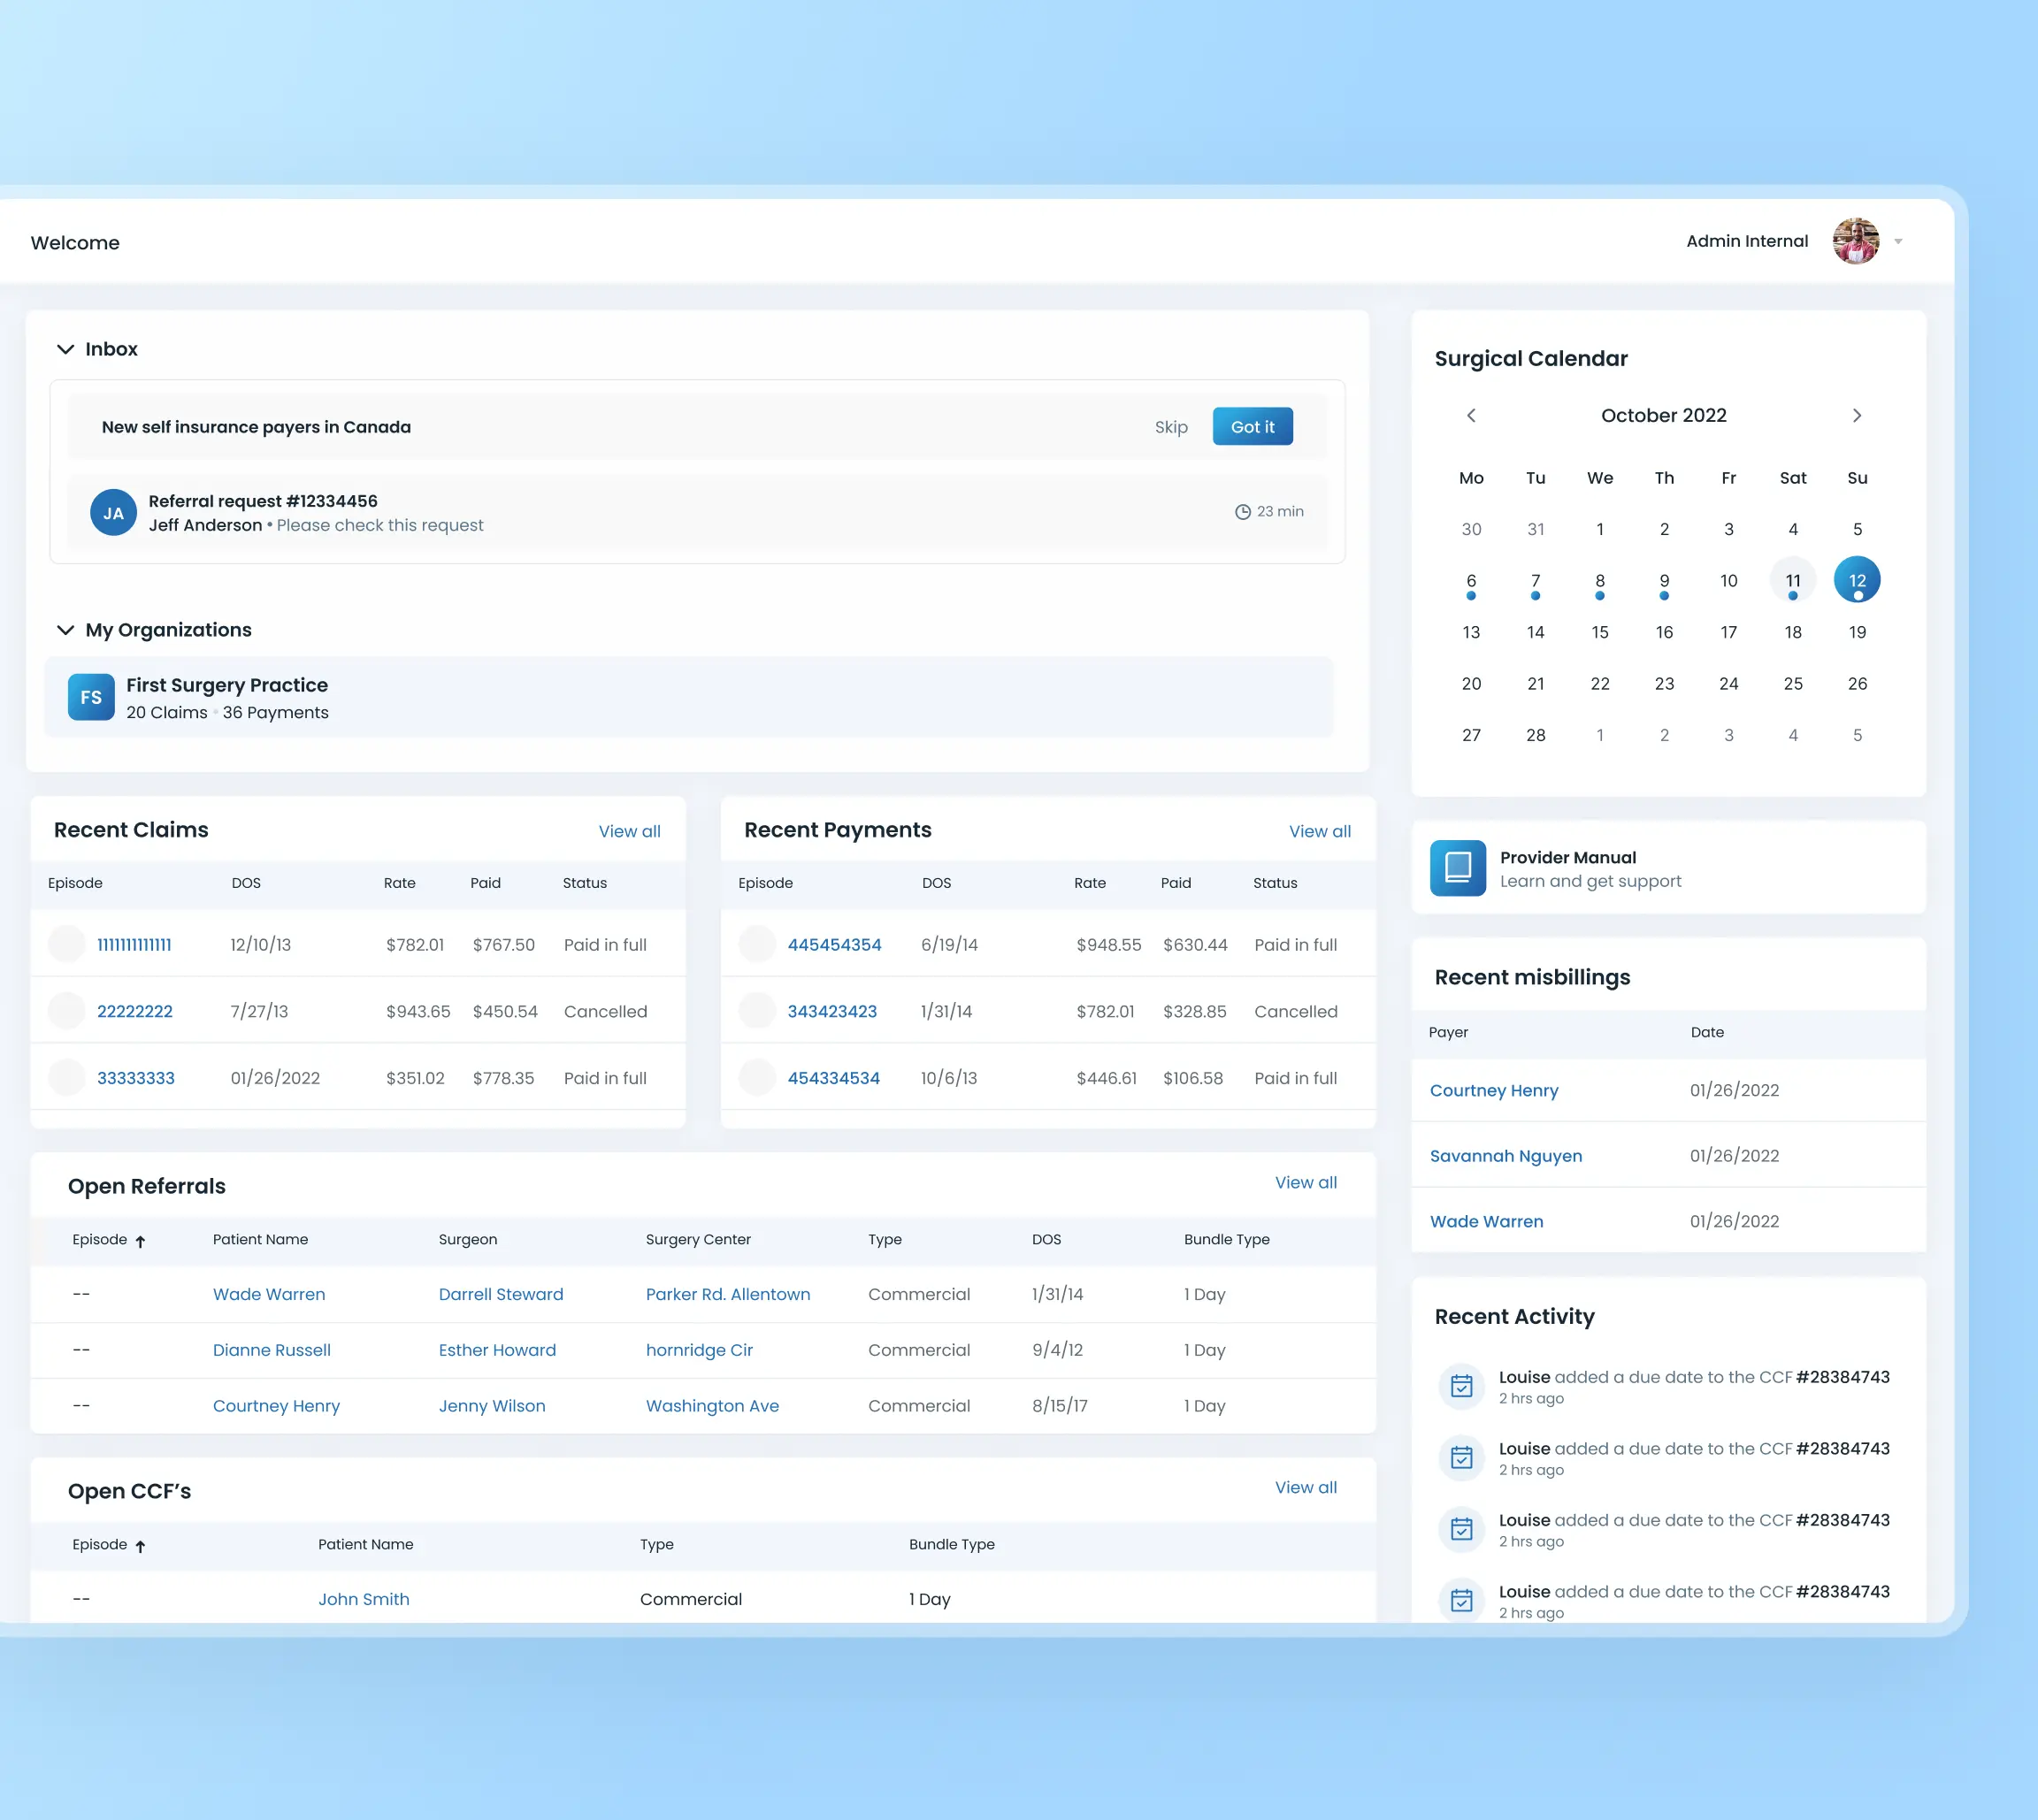 Welcome
Admin Internal
Inbox
New self insurance payers in Canada
Skip
Got it
JA
Referral request #12334456
Jeff Anderson • Please check this request
23 min
My Organizations
FS
First Surgery Practice
20 Claims • 36 Payments
Surgical Calendar
October 2022
Mo Tu We Th Fr Sat Su
30 31 1 2 3 4 5
6 7 8 9 10 11 12
13 14 15 16 17 18 19
20 21 22 23 24 25 26
27 28 1 2 3 4 5
Recent Claims
View all
Episode DOS Rate Paid Status
1111111111111 12/10/13 $782.01 $767.50 Paid in full
22222222 7/27/13 $943.65 $450.54 Cancelled
33333333 01/26/2022 $351.02 $778.35 Paid in full
Recent Payments
View all
Episode DOS Rate Paid Status
445454354 6/19/14 $948.55 $630.44 Paid in full
343423423 1/31/14 $782.01 $328.85 Cancelled
454334534 10/6/13 $446.61 $106.58 Paid in full
Provider Manual
Learn and get support
Recent misbillings
Payer Date
Courtney Henry 01/26/2022
Savannah Nguyen 01/26/2022
Wade Warren 01/26/2022
Open Referrals
View all
Episode Patient Name Surgeon Surgery Center Type DOS Bundle Type
-- Wade Warren Darrell Steward Parker Rd. Allentown Commercial 1/31/14 1 Day
-- Dianne Russell Esther Howard hornridge Cir Commercial 9/4/12 1 Day
-- Courtney Henry Jenny Wilson Washington Ave Commercial 8/15/17 1 Day
Open CCF’s
View all
Episode Patient Name Type Bundle Type
-- John Smith Commercial 1 Day
Recent Activity
Louise added a due date to the CCF #28384743
2 hrs ago
Louise added a due date to the CCF #28384743
2 hrs ago
Louise added a due date to the CCF #28384743
2 hrs ago
Louise added a due date to the CCF #28384743
2 hrs ago